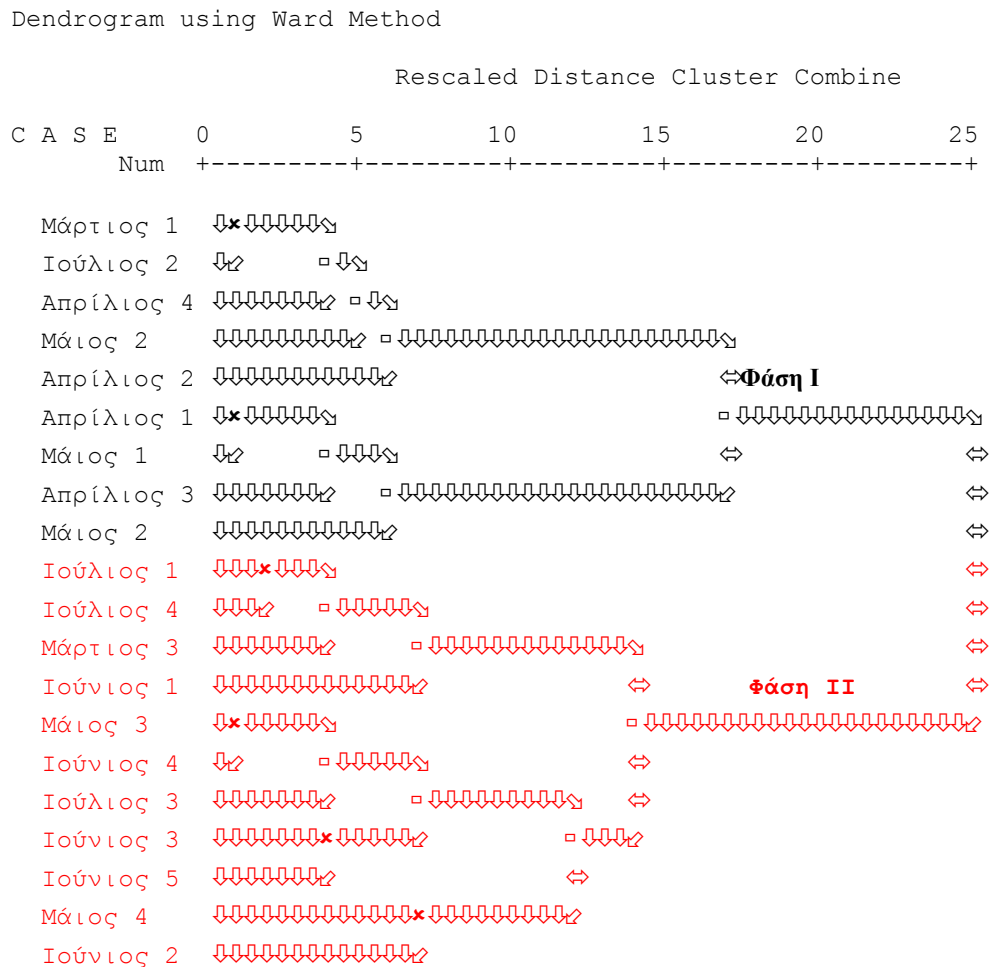 Dendrogram using Ward Method
Rescaled Distance Cluster Combine
C A S E 0 5 10 15 20 25
Num +---------+---------+---------+---------+---------+
Μάρτιος 1
Ιούλιος 2
Απρίλιος 4
Μάιος 2
Απρίλιος 2 Φάση Ι
Απρίλιος 1
Μάιος 1
Απρίλιος 3
Μάιος 2
Ιούλιος 1
Ιούλιος 4
Μάρτιος 3
Ιούνιος 1 Φάση ΙΙ
Μάιος 3
Ιούνιος 4
Ιούλιος 3
Ιούνιος 3
Ιούνιος 5
Μάιος 4
Ιούνιος 2